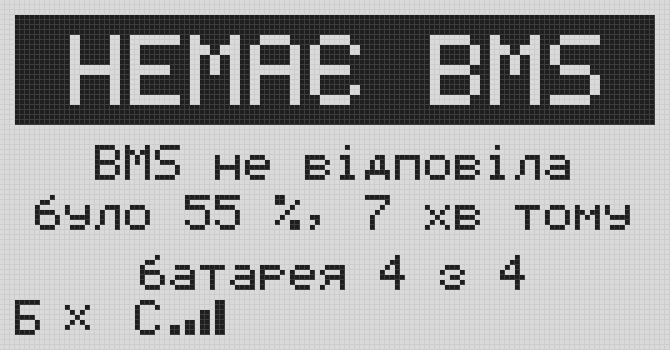 НЕМАЄ BMS
BMS не відповіла
було 55 %, 7 хв тому
батарея 4 з 4
Б × С